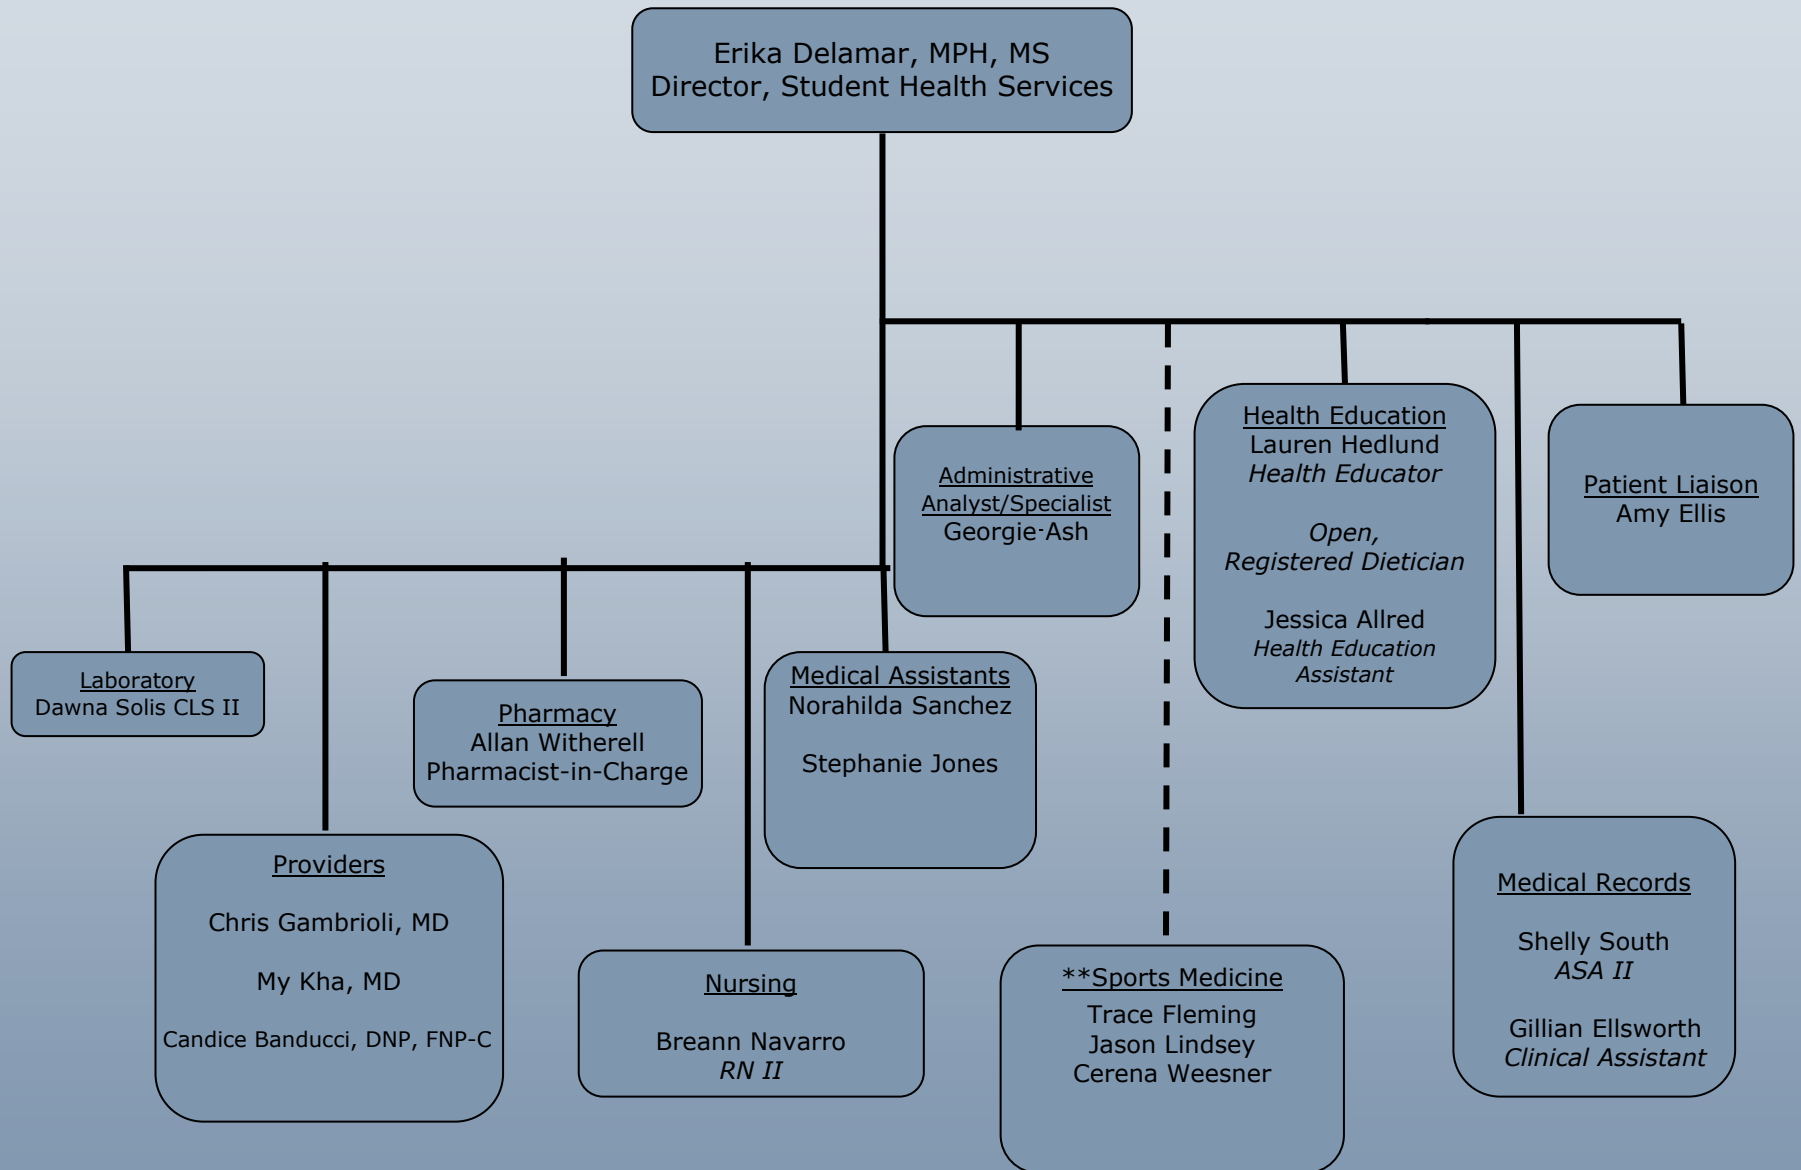 Erika Delamar, MPH, MS
Director, Student Health Services
Administrative
Analyst/Specialist
Georgie-Ash
Health Education
Lauren Hedlund
Health Educator
Open,
Registered Dietician
Jessica Allred
Health Education
Assistant
Patient Liaison
Amy Ellis
Laboratory
Dawna Solis CLS II
Pharmacy
Allan Witherell
Pharmacist-in-Charge
Medical Assistants
Norahilda Sanchez
Stephanie Jones
Providers
Chris Gambrioli, MD
My Kha, MD
Candice Banducci, DNP, FNP-C
Nursing
Breann Navarro
RN II
**Sports Medicine
Trace Fleming
Jason Lindsey
Cerena Weesner
Medical Records
Shelly South
ASA II
Gillian Ellsworth
Clinical Assistant